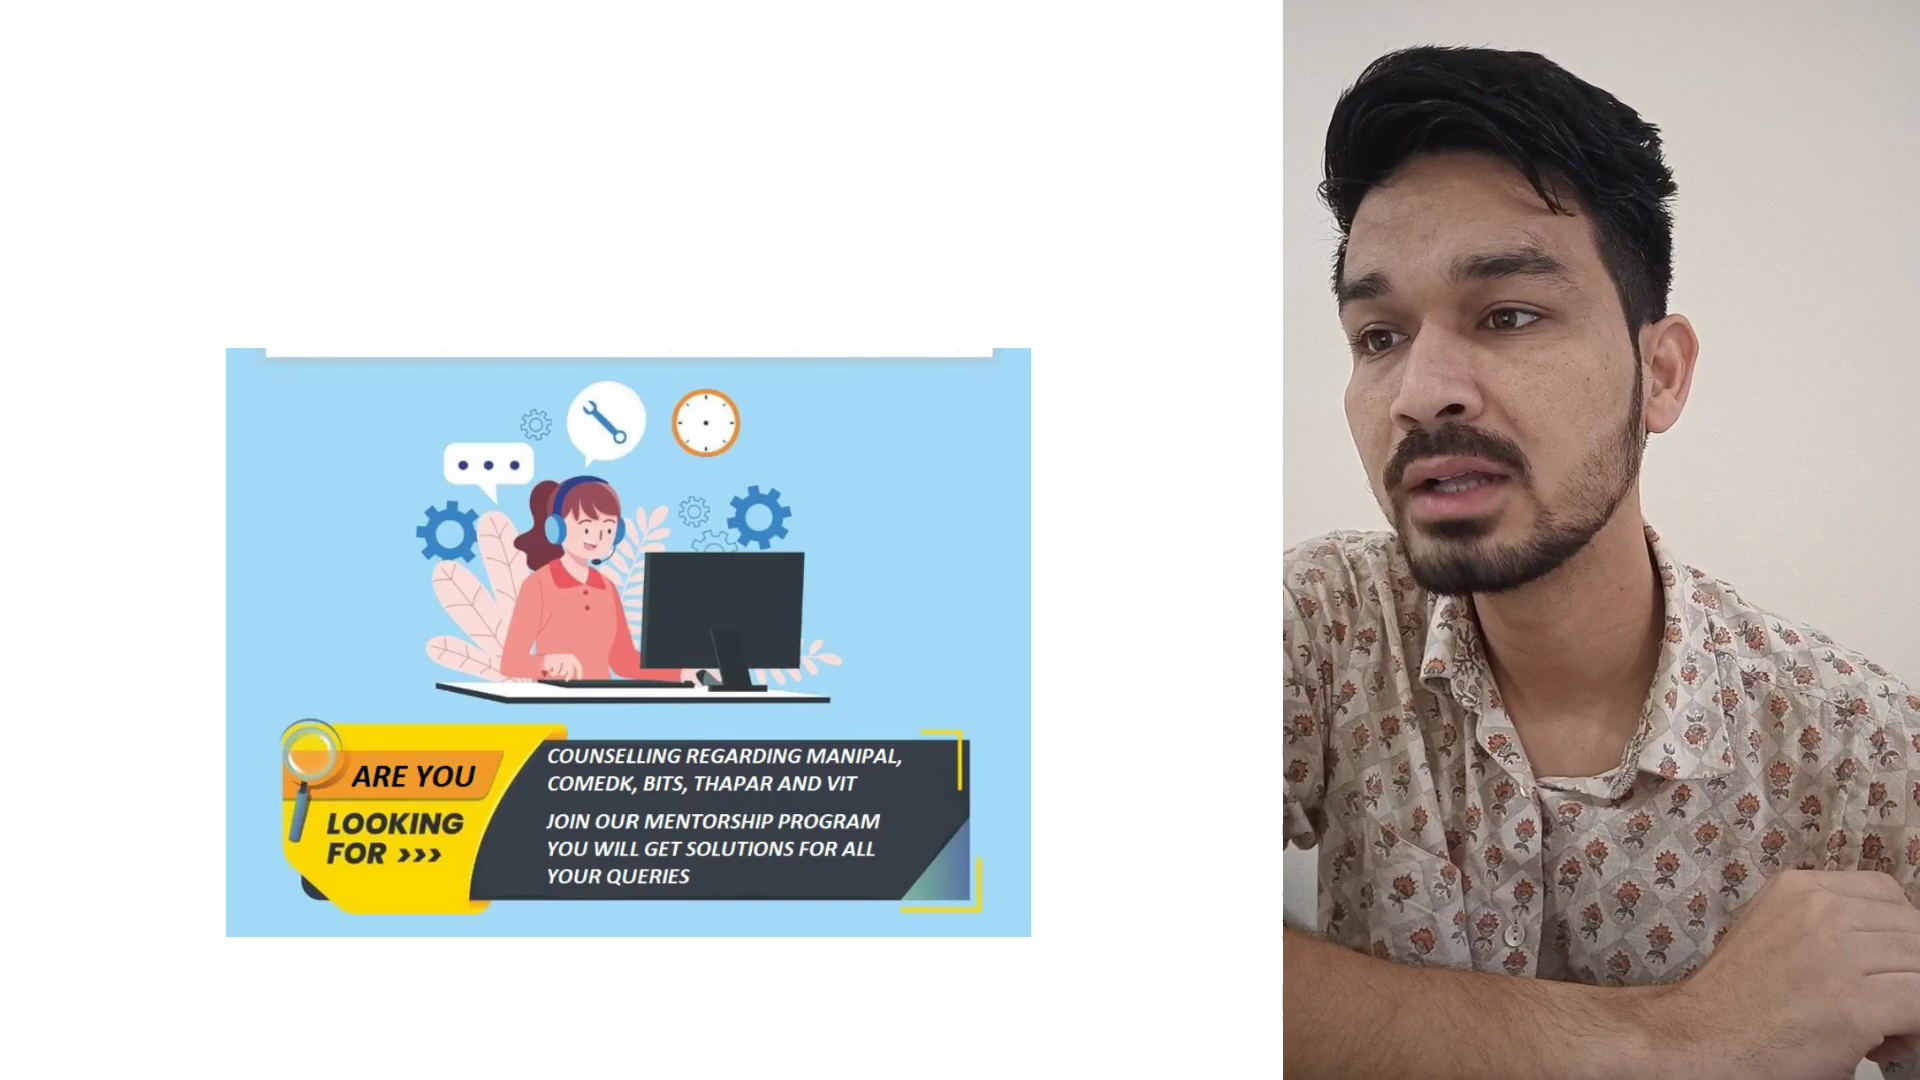 ARE YOU
LOOKING
FOR >>>
COUNSELLING REGARDING MANIPAL,
COMEDK, BITS, THAPAR AND VIT
JOIN OUR MENTORSHIP PROGRAM
YOU WILL GET SOLUTIONS FOR ALL
YOUR QUERIES